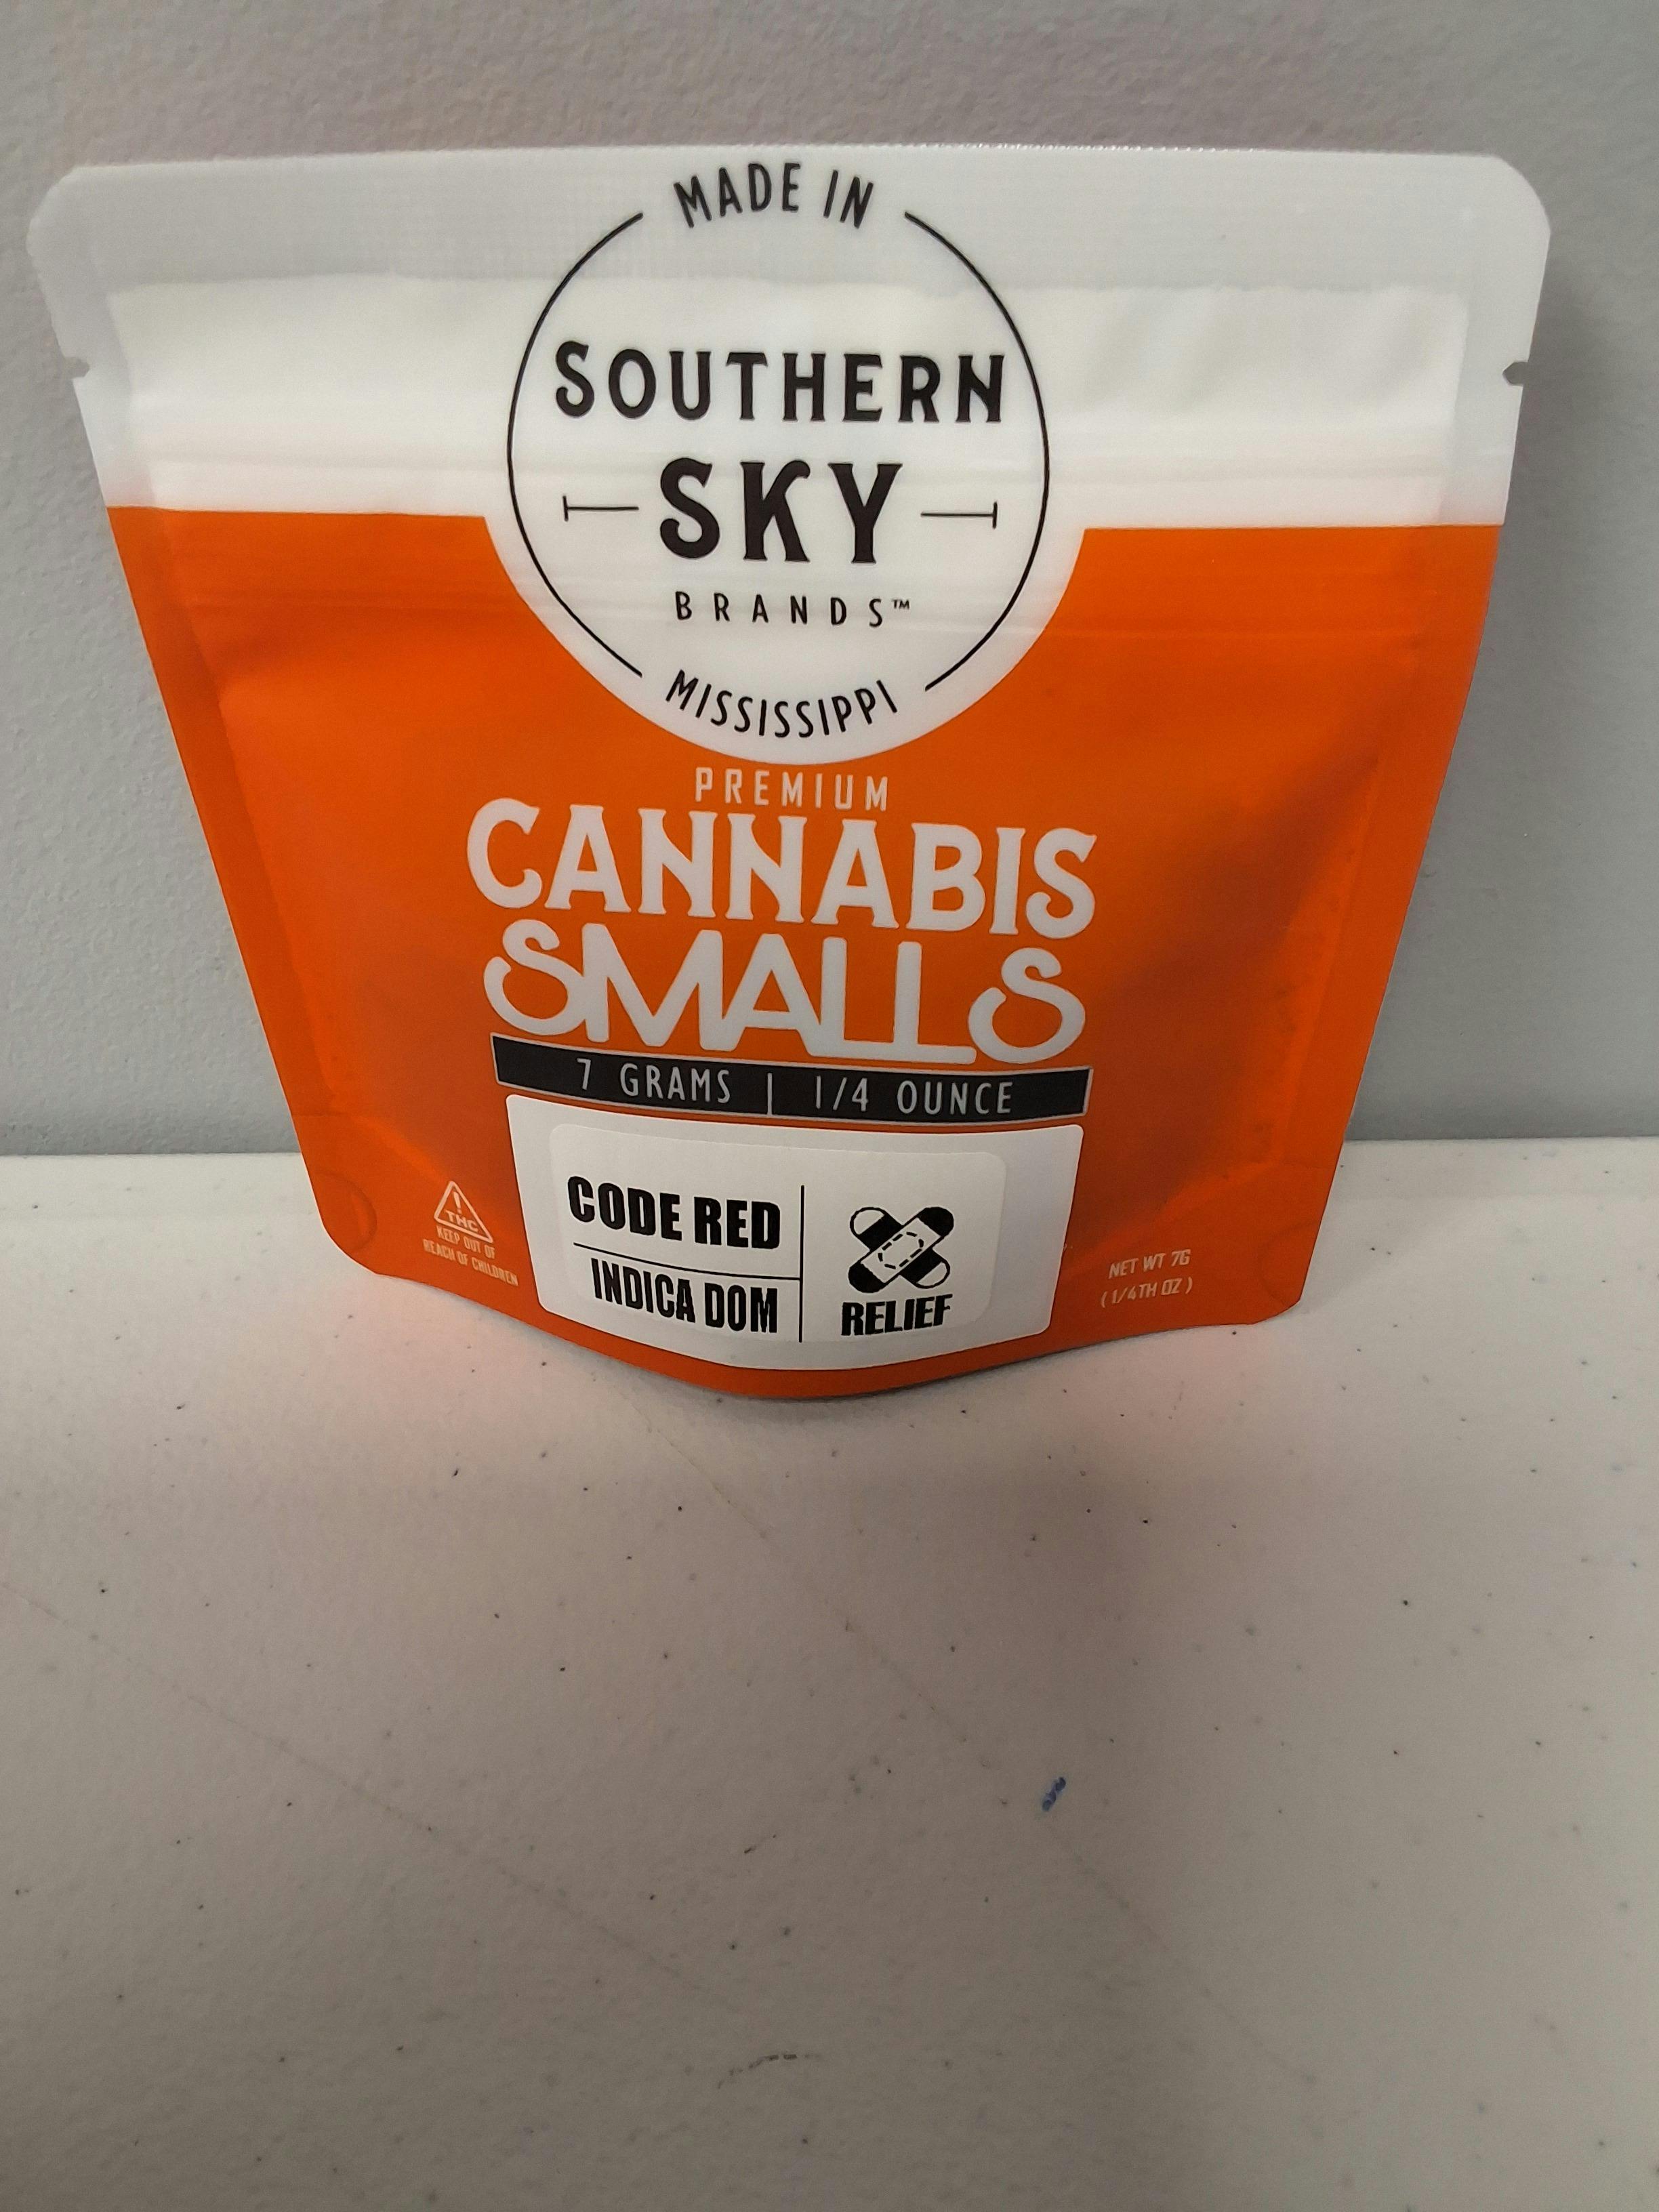 MADE IN
SOUTHERN
SKY
BRANDS™
MISSISSIPPI
PREMIUM
CANNABIS
SMALLS
7 GRAMS | 1/4 OUNCE
CODE RED
INDICA DOM
RELIEF
! THC
KEEP OUT OF
REACH OF CHILDREN
NET WT 7G
( 1/4TH OZ )